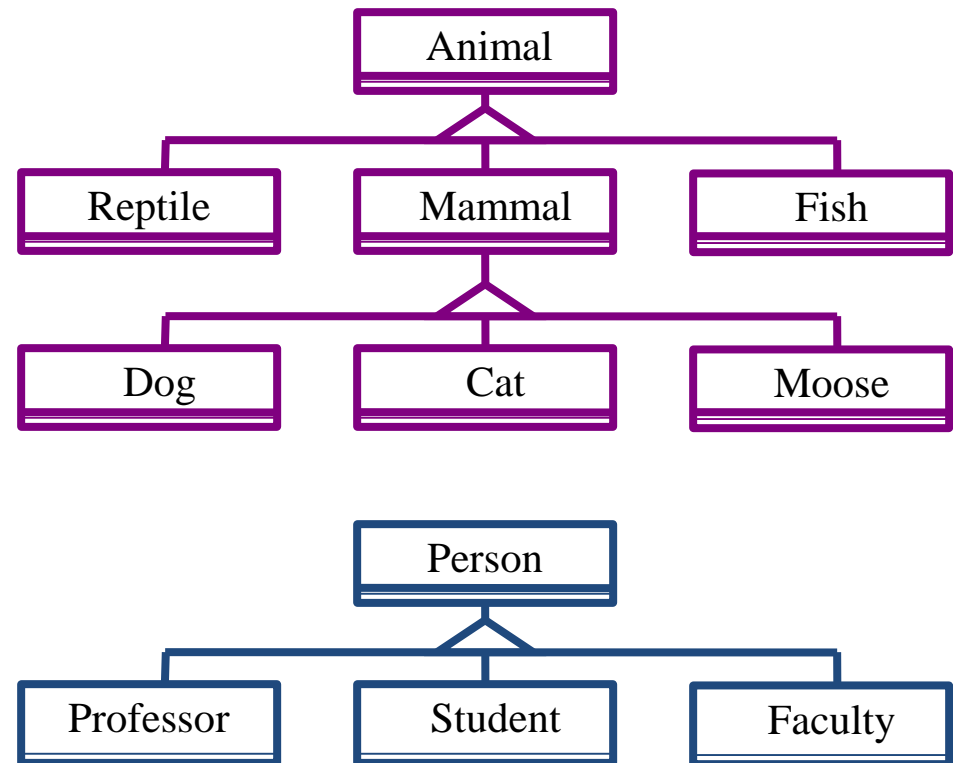 Animal
Reptile Mammal Fish
Dog Cat Moose
Person
Professor Student Faculty